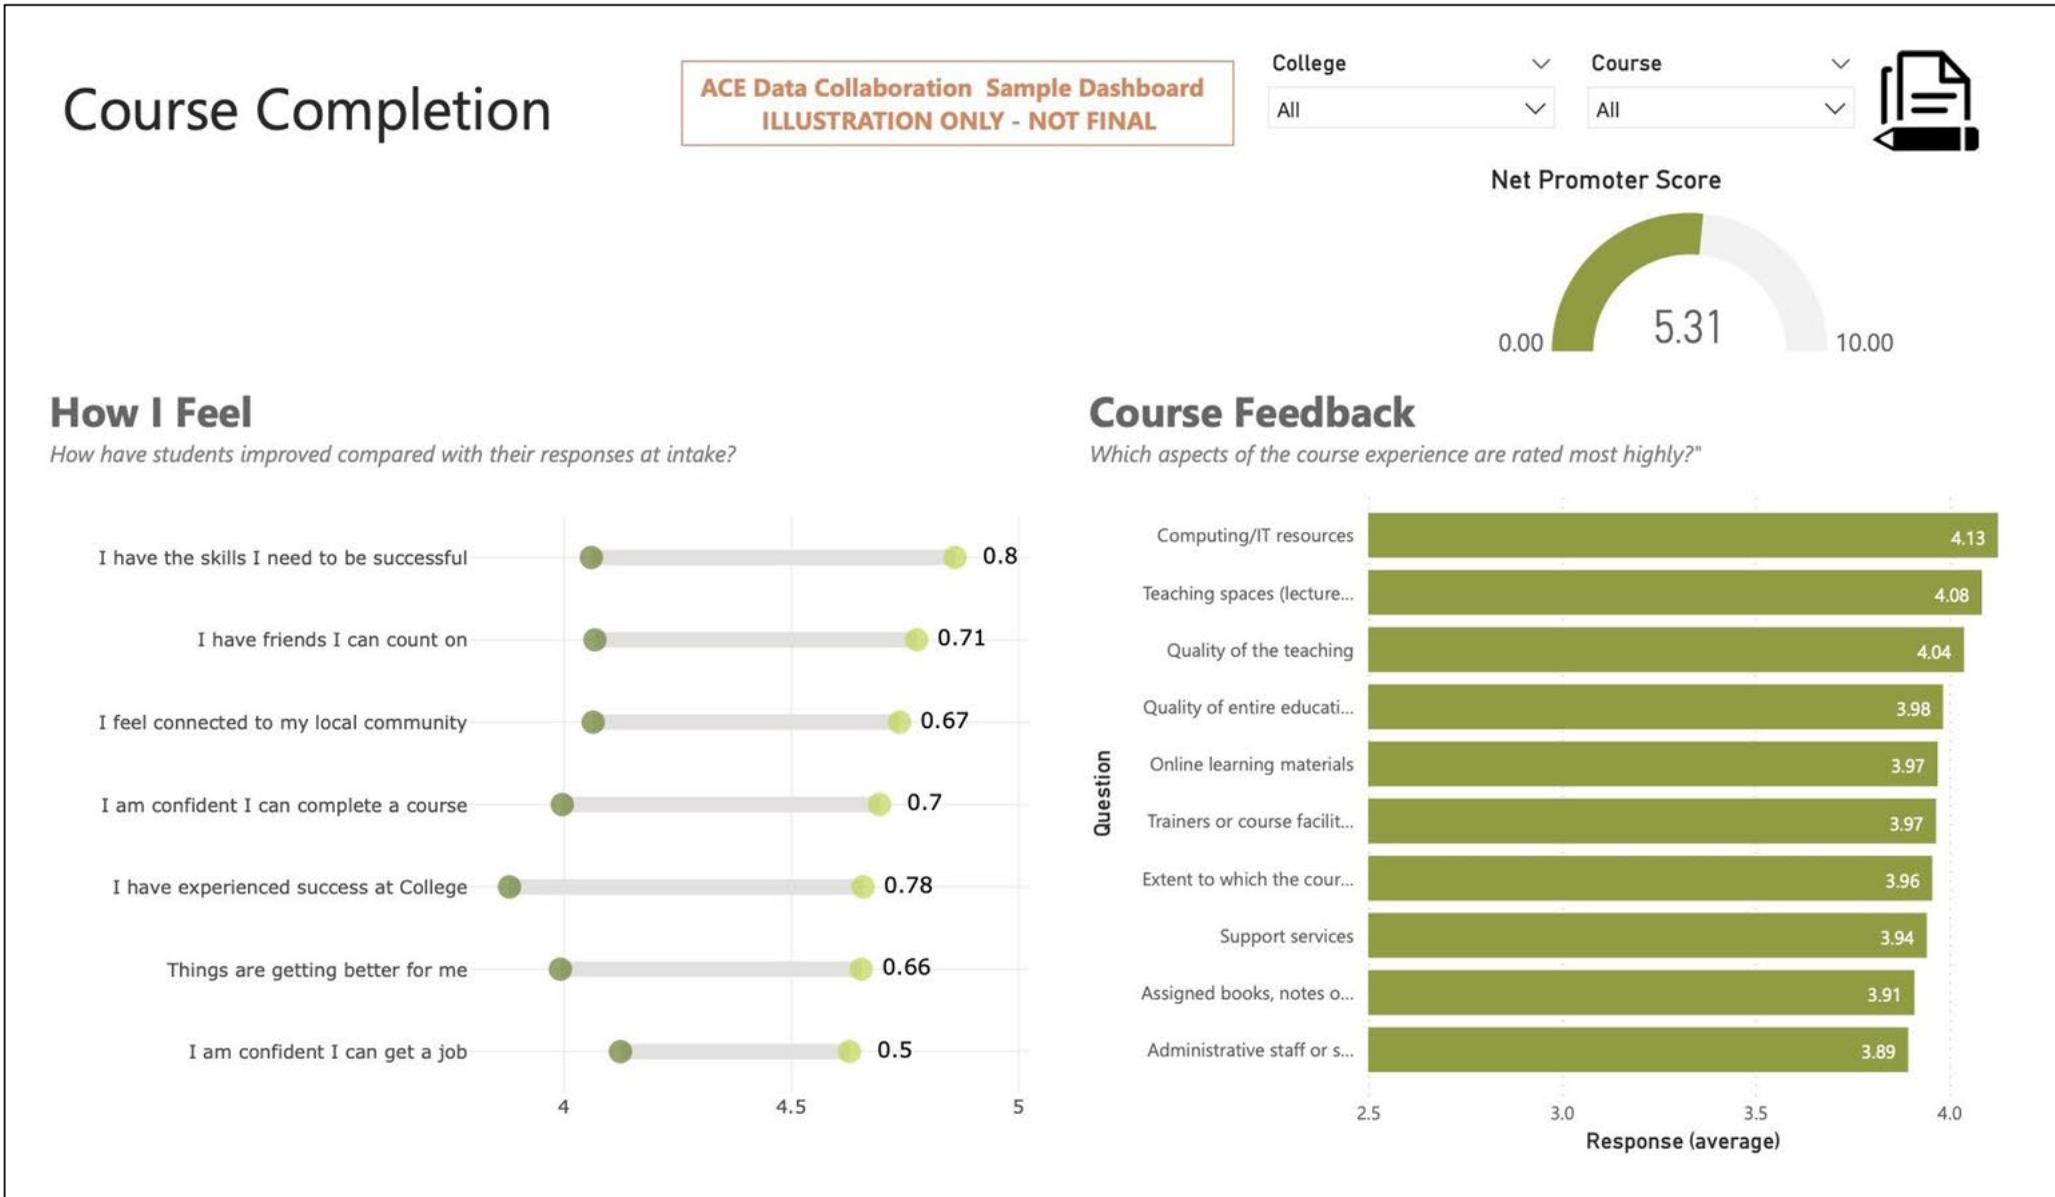 Course Completion
ACE Data Collaboration Sample Dashboard
ILLUSTRATION ONLY - NOT FINAL
College
All
Course
All
Net Promoter Score
5.31
0.00
10.00
How I Feel
How have students improved compared with their responses at intake?
I have the skills I need to be successful
0.8
I have friends I can count on
0.71
I feel connected to my local community
0.67
I am confident I can complete a course
0.7
I have experienced success at College
0.78
Things are getting better for me
0.66
I am confident I can get a job
0.5
4
4.5
5
Course Feedback
Which aspects of the course experience are rated most highly?"
Question
Computing/IT resources
4.13
Teaching spaces (lecture...
4.08
Quality of the teaching
4.04
Quality of entire educati...
3.98
Online learning materials
3.97
Trainers or course facilit...
3.97
Extent to which the cour...
3.96
Support services
3.94
Assigned books, notes o...
3.91
Administrative staff or s...
3.89
2.5
3.0
3.5
4.0
Response (average)